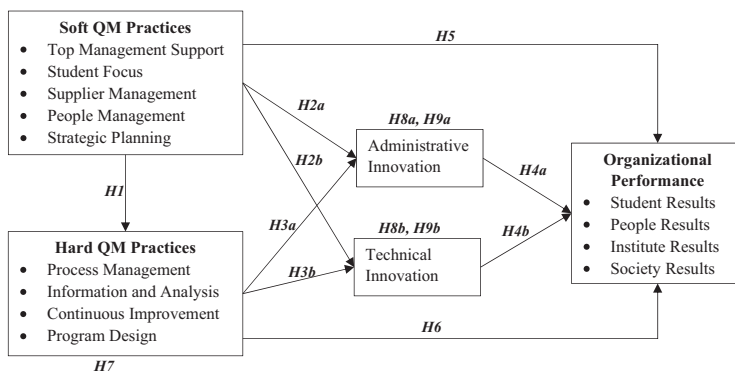 Soft QM Practices
• Top Management Support
• Student Focus
• Supplier Management
• People Management
• Strategic Planning
H5
H2a
H8a, H9a
Administrative
Innovation
H2b
H1
H4a
Organizational
Performance
• Student Results
• People Results
• Institute Results
• Society Results
H3a
H8b, H9b
H4b
Technical
Innovation
H3b
Hard QM Practices
• Process Management
• Information and Analysis
• Continuous Improvement
• Program Design
H6
H7